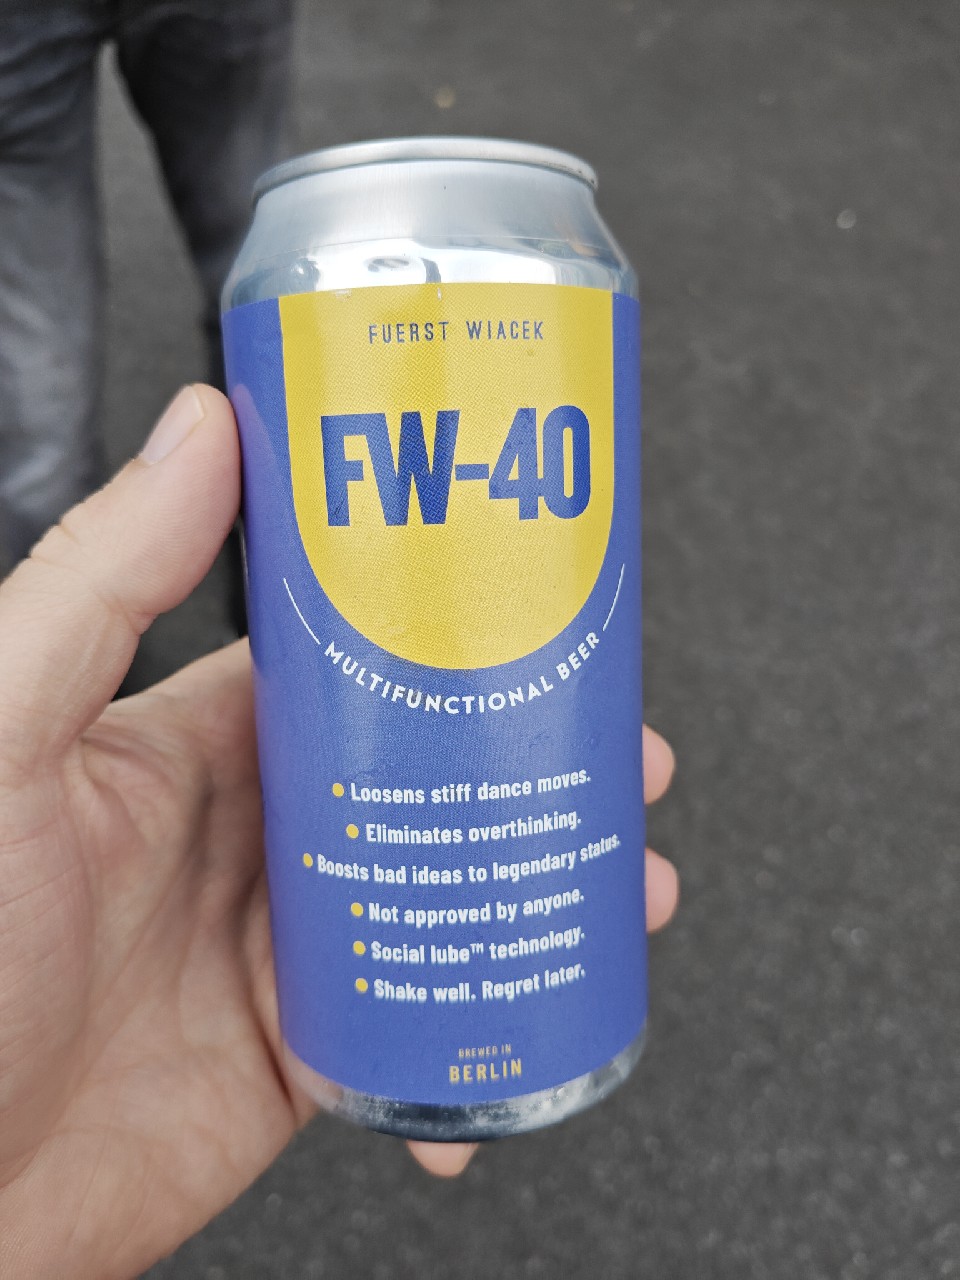 FUERST WIACEK
FW-40
MULTIFUNCTIONAL BEER
Loosens stiff dance moves.
Eliminates overthinking.
Boosts bad ideas to legendary status.
Not approved by anyone.
Social lube™ technology.
Shake well. Regret later.
BREWED IN
BERLIN